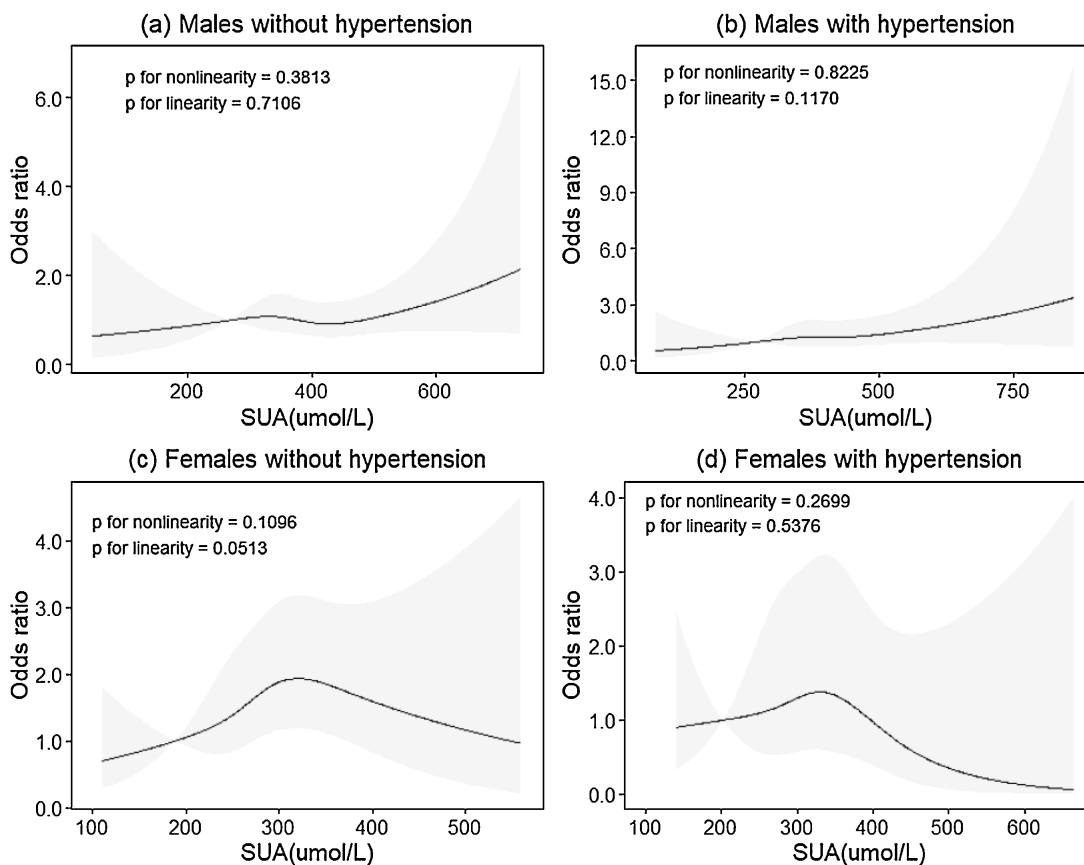 (a) Males without hypertension
p for nonlinearity = 0.3813
p for linearity = 0.7106
Odds ratio
6.0
4.0
2.0
0.0
200 400 600
SUA(umol/L)
(b) Males with hypertension
p for nonlinearity = 0.8225
p for linearity = 0.1170
Odds ratio
15.0
12.0
9.0
6.0
3.0
0.0
250 500 750
SUA(umol/L)
(c) Females without hypertension
p for nonlinearity = 0.1096
p for linearity = 0.0513
Odds ratio
4.0
3.0
2.0
1.0
0.0
100 200 300 400 500
SUA(umol/L)
(d) Females with hypertension
p for nonlinearity = 0.2699
p for linearity = 0.5376
Odds ratio
4.0
3.0
2.0
1.0
0.0
100 200 300 400 500 600
SUA(umol/L)